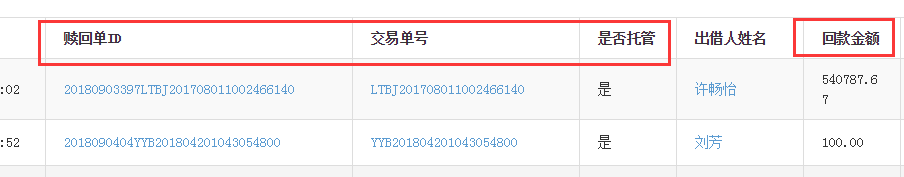 赎回单ID 交易单号 是否托管 出借人姓名 回款金额
:02 20180903397LTBJ201708011002466140 LTBJ201708011002466140 是 许畅怡 540787.6
7
:52 2018090404YYB201804201043054800 YYB201804201043054800 是 刘芳 100.00